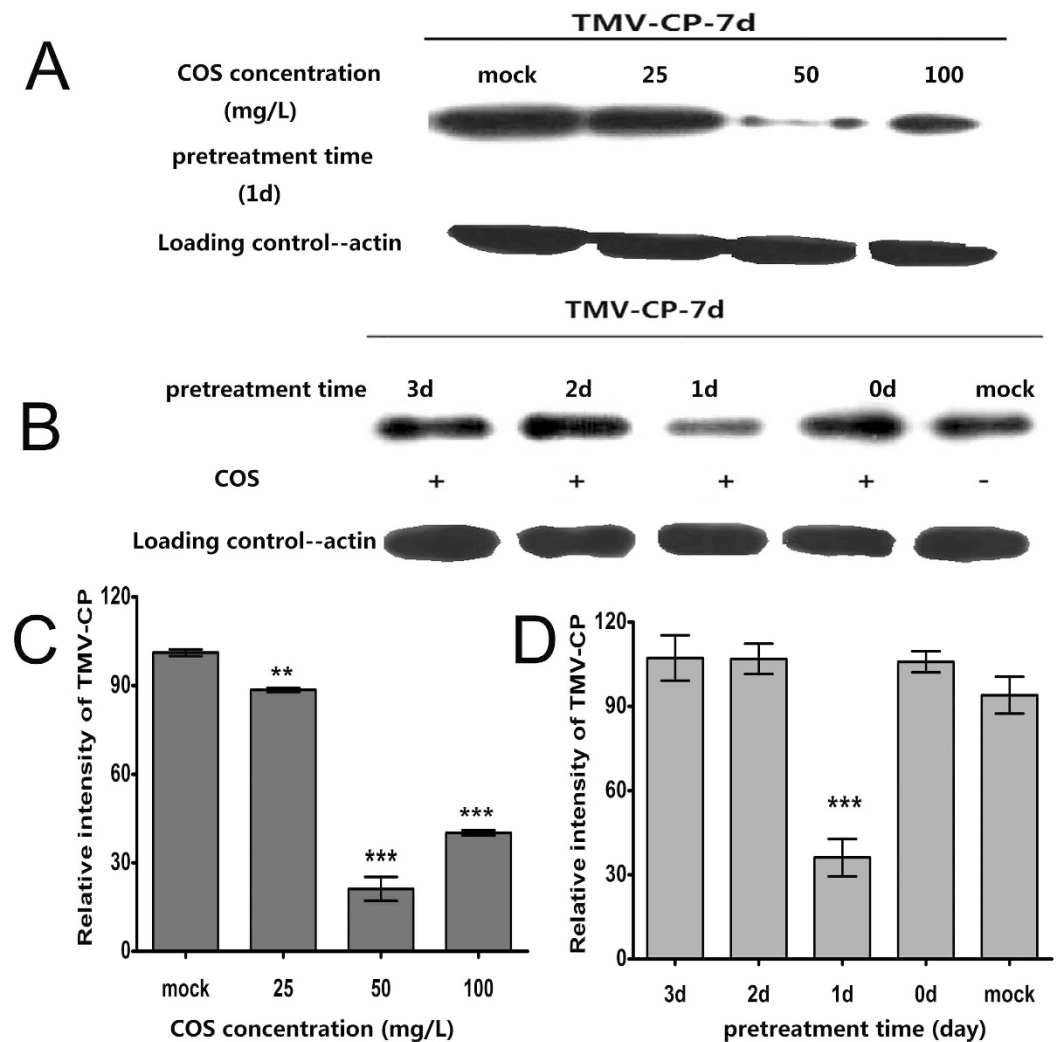 A
TMV-CP-7d
COS concentration mock 25 50 100
(mg/L)
pretreatment time
(1d)
Loading control--actin
TMV-CP-7d
B
pretreatment time 3d 2d 1d 0d mock
COS + + + + -
Loading control--actin
C
Relative intensity of TMV-CP
120
90
60
30
0
**
***
***
mock 25 50 100
COS concentration (mg/L)
D
Relative intensity of TMV-CP
120
90
60
30
0
***
3d 2d 1d 0d mock
pretreatment time (day)